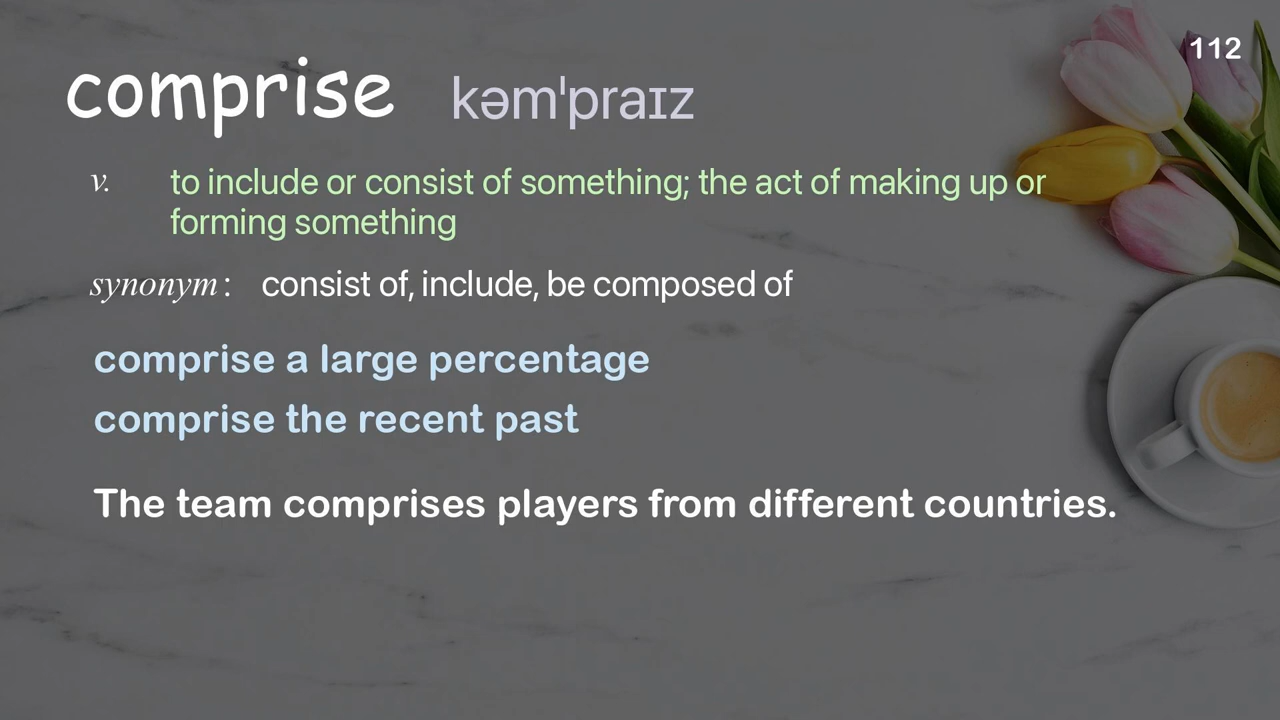 112
comprise kəmˈpraɪz
v. to include or consist of something; the act of making up or
forming something
synonym : consist of, include, be composed of
comprise a large percentage
comprise the recent past
The team comprises players from different countries.